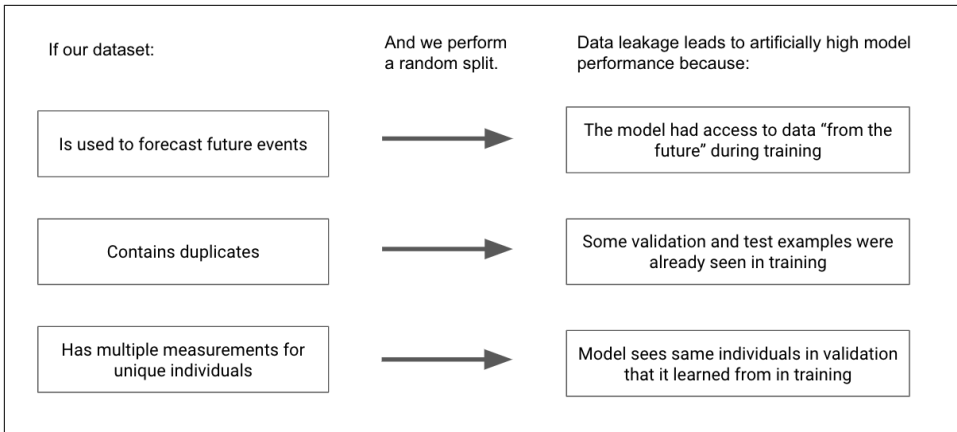 If our dataset:
And we perform
a random split.
Data leakage leads to artificially high model
performance because:
Is used to forecast future events
The model had access to data “from the
future” during training
Contains duplicates
Some validation and test examples were
already seen in training
Has multiple measurements for
unique individuals
Model sees same individuals in validation
that it learned from in training